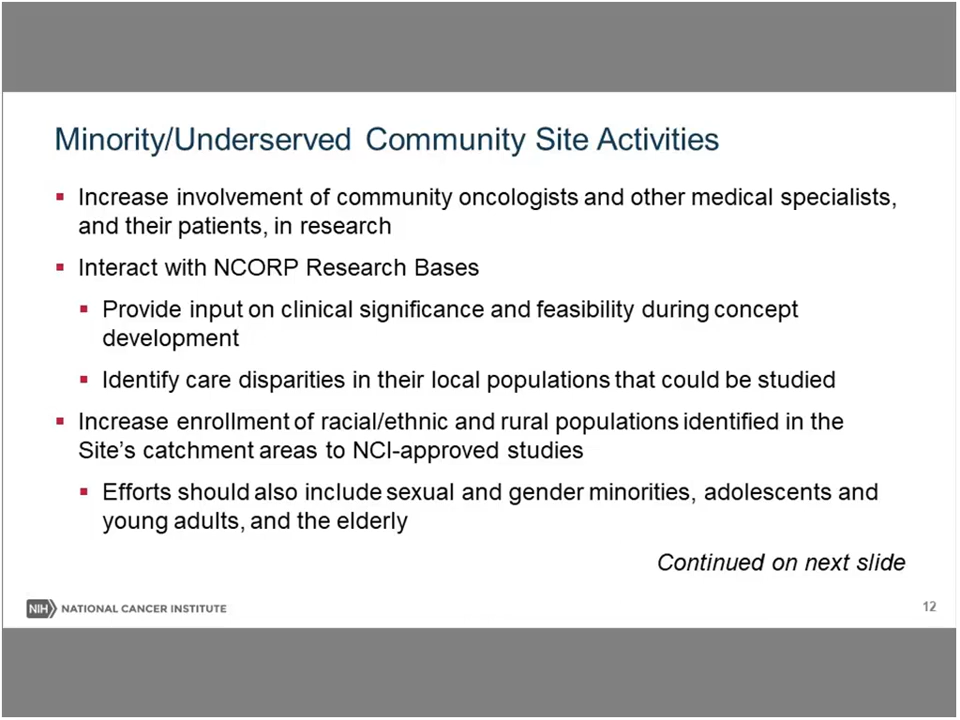 Minority/Underserved Community Site Activities
▪ Increase involvement of community oncologists and other medical specialists,
and their patients, in research
▪ Interact with NCORP Research Bases
▪ Provide input on clinical significance and feasibility during concept
development
▪ Identify care disparities in their local populations that could be studied
▪ Increase enrollment of racial/ethnic and rural populations identified in the
Site's catchment areas to NCI-approved studies
▪ Efforts should also include sexual and gender minorities, adolescents and
young adults, and the elderly
Continued on next slide
NIH NATIONAL CANCER INSTITUTE
12